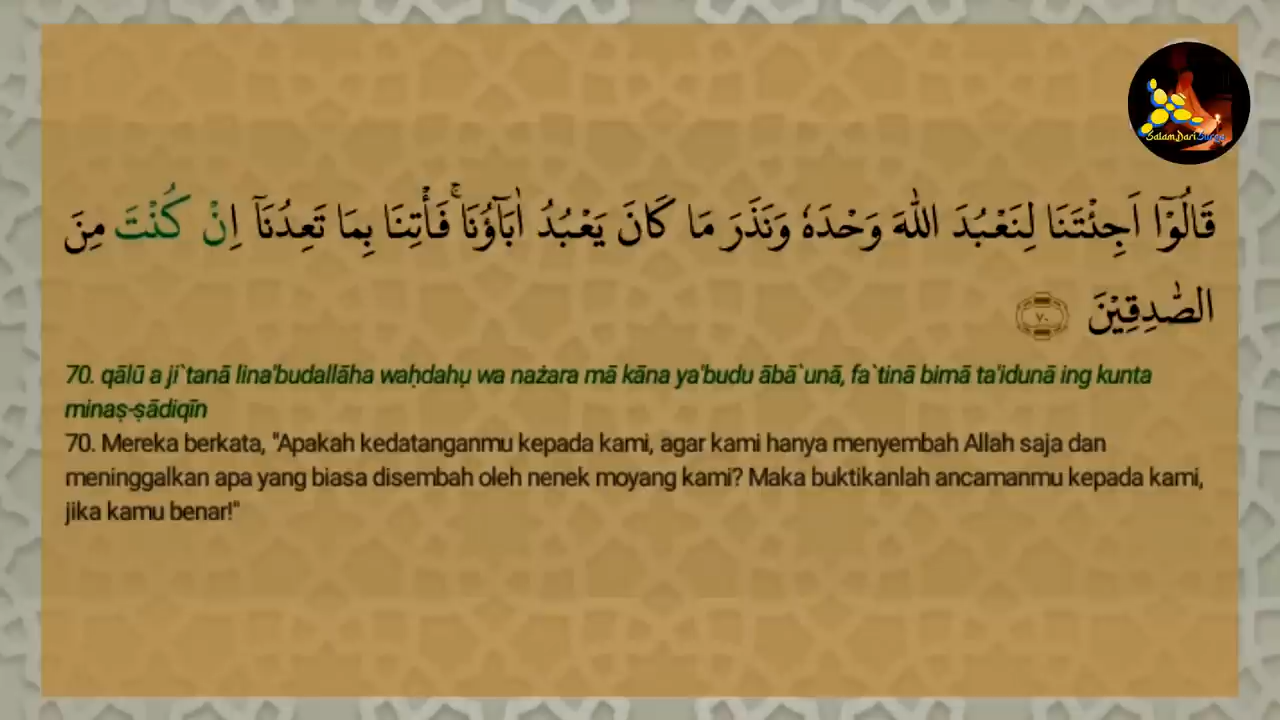 SalamDariSurga
قَالُوْٓا اَجِئْتَنَا لِنَعْبُدَ اللّٰهَ وَحْدَهٗ وَنَذَرَ مَا كَانَ يَعْبُدُ اٰبَاۤؤُنَا ۚ فَأْتِنَا بِمَا تَعِدُنَآ اِنْ كُنْتَ مِنَ
الصّٰدِقِيْنَ ٧٠
70. qālū a ji`tanā lina'budallāha waḥdahụ wa nażara mā kāna ya'budu ābā`unā, fa`tinā bimā ta'idunā ing kunta
minaṣ-ṣādiqīn
70. Mereka berkata, "Apakah kedatanganmu kepada kami, agar kami hanya menyembah Allah saja dan
meninggalkan apa yang biasa disembah oleh nenek moyang kami? Maka buktikanlah ancamanmu kepada kami,
jika kamu benar!"